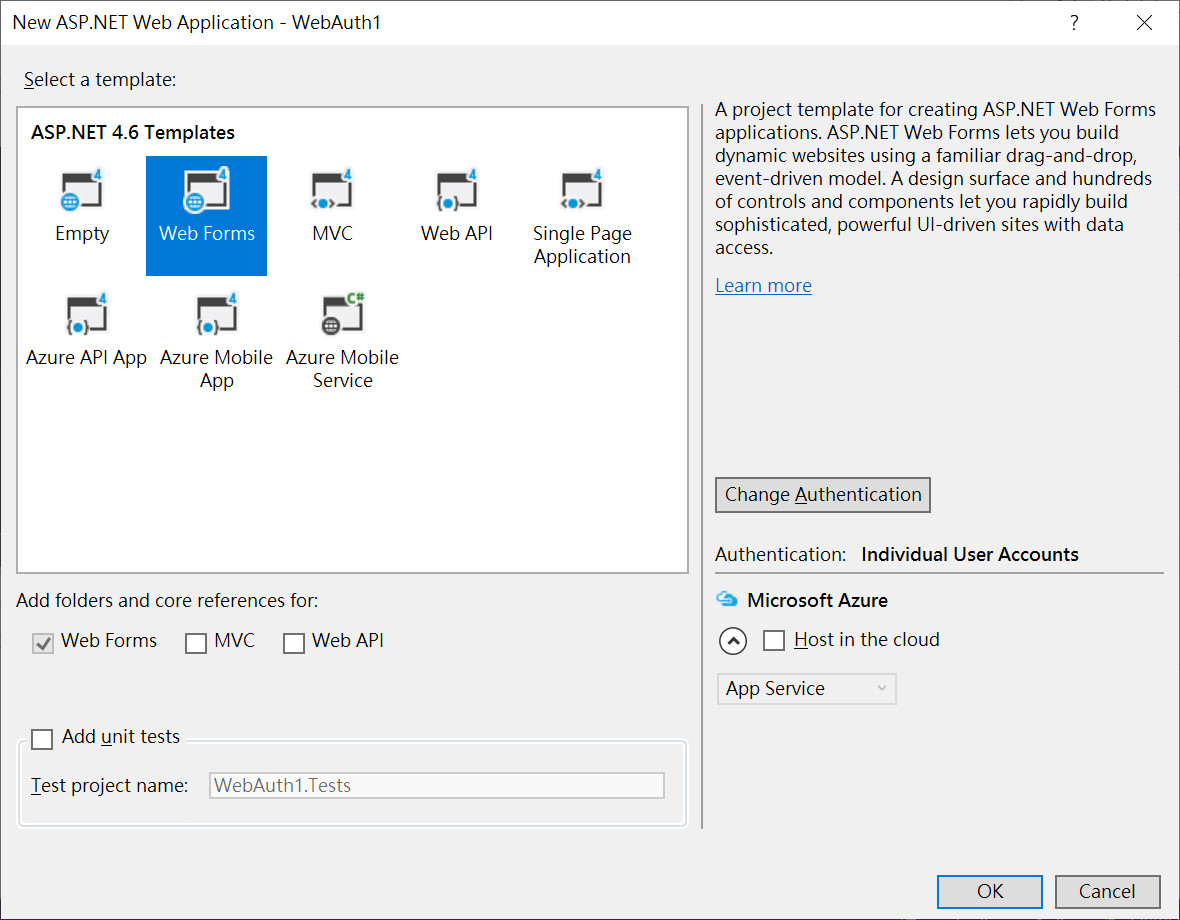 New ASP.NET Web Application - WebAuth1
?
Select a template:
ASP.NET 4.6 Templates
4
4
4
4
4
Empty
Web Forms
MVC
Web API
Single Page
Application
4
4
C#
Azure API App
Azure Mobile
App
Azure Mobile
Service
A project template for creating ASP.NET Web Forms
applications. ASP.NET Web Forms lets you build
dynamic websites using a familiar drag-and-drop,
event-driven model. A design surface and hundreds
of controls and components let you rapidly build
sophisticated, powerful UI-driven sites with data
access.
Learn more
Change Authentication
Authentication: Individual User Accounts
Microsoft Azure
Host in the cloud
App Service
Add folders and core references for:
Web Forms
MVC
Web API
Add unit tests
Test project name: WebAuth1.Tests
OK
Cancel